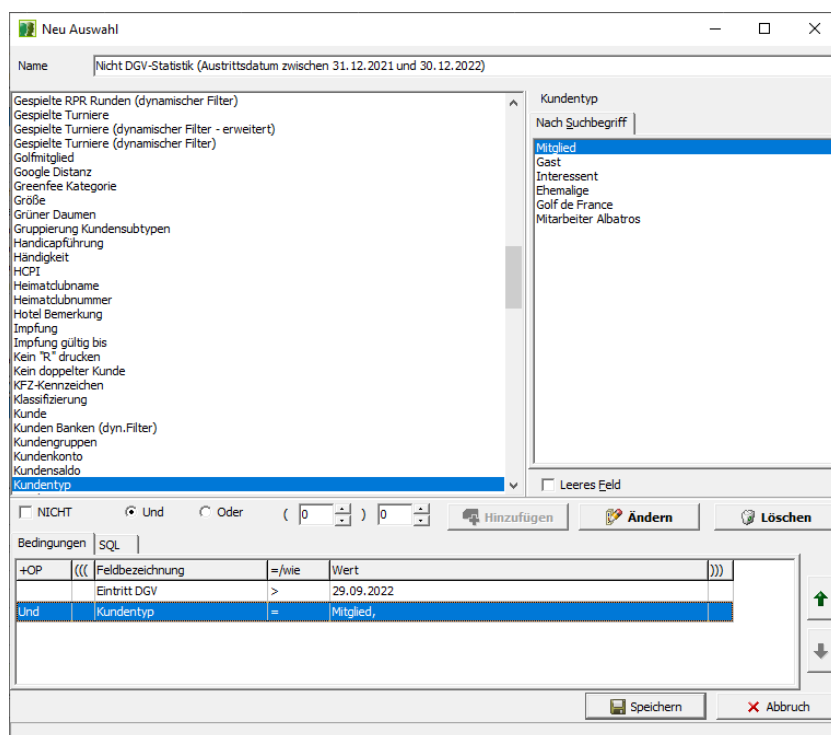 Neu Auswahl
Name Nicht DGV-Statistik (Austrittsdatum zwischen 31.12.2021 und 30.12.2022)
Gespielte RPR Runden (dynamischer Filter)
Gespielte Turniere
Gespielte Turniere (dynamischer Filter - erweitert)
Gespielte Turniere (dynamischer Filter)
Golfmitglied
Google Distanz
Greenfee Kategorie
Größe
Grüner Daumen
Gruppierung Kundensubtypen
Handicapführung
Händigkeit
HCPI
Heimatclubname
Heimatclubnummer
Hotel Bemerkung
Impfung
Impfung gültig bis
Kein "R" drucken
Kein doppelter Kunde
KFZ-Kennzeichen
Klassifizierung
Kunde
Kunden Banken (dyn.Filter)
Kundengruppen
Kundenkonto
Kundensaldo
Kundentyp
Kundentyp
Nach Suchbegriff
Mitglied
Gast
Interessent
Ehemalige
Golf de France
Mitarbeiter Albatros
Leeres Feld
NICHT Und Oder ( 0 ) 0 Hinzufügen Ändern Löschen
Bedingungen SQL
+OP ((( Feldbezeichnung =/wie Wert )))
Eintritt DGV > 29.09.2022
Und Kundentyp = Mitglied,
Speichern Abbruch